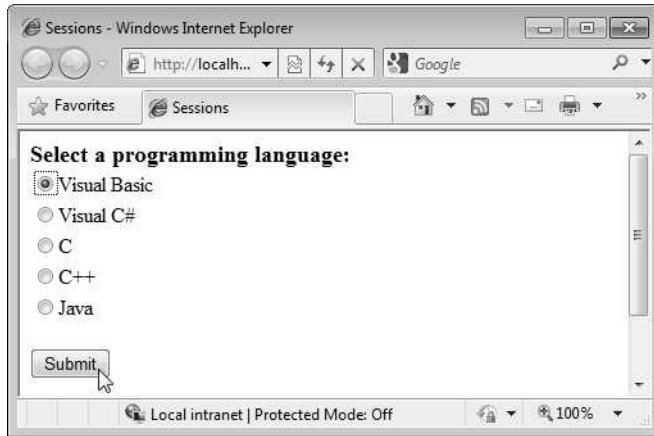 Sessions - Windows Internet Explorer
http://localh...
Google
Favorites
Sessions
Select a programming language:
Visual Basic
Visual C#
C
C++
Java
Submit
Local intranet | Protected Mode: Off
100%